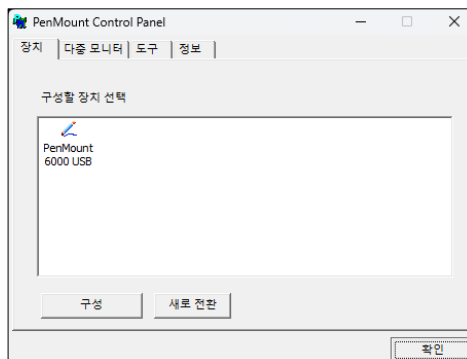 PenMount Control Panel
장치 다중 모니터 도구 정보
구성할 장치 선택
PenMount
6000 USB
구성 새로 전환
확인